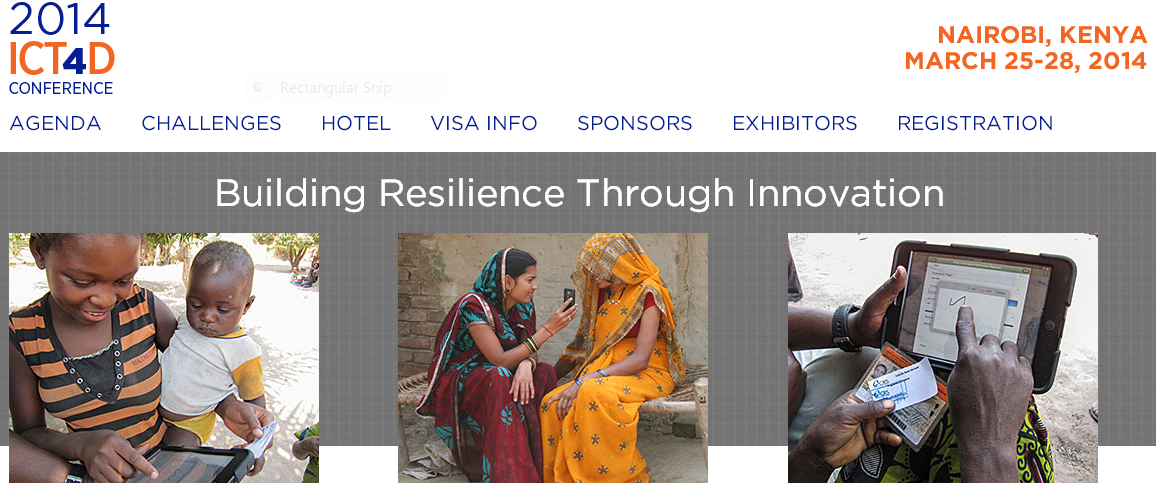 2014
ICT4D
CONFERENCE
NAIROBI, KENYA
MARCH 25-28, 2014
Rectangular Snip
AGENDA CHALLENGES HOTEL VISA INFO SPONSORS EXHIBITORS REGISTRATION
Building Resilience Through Innovation